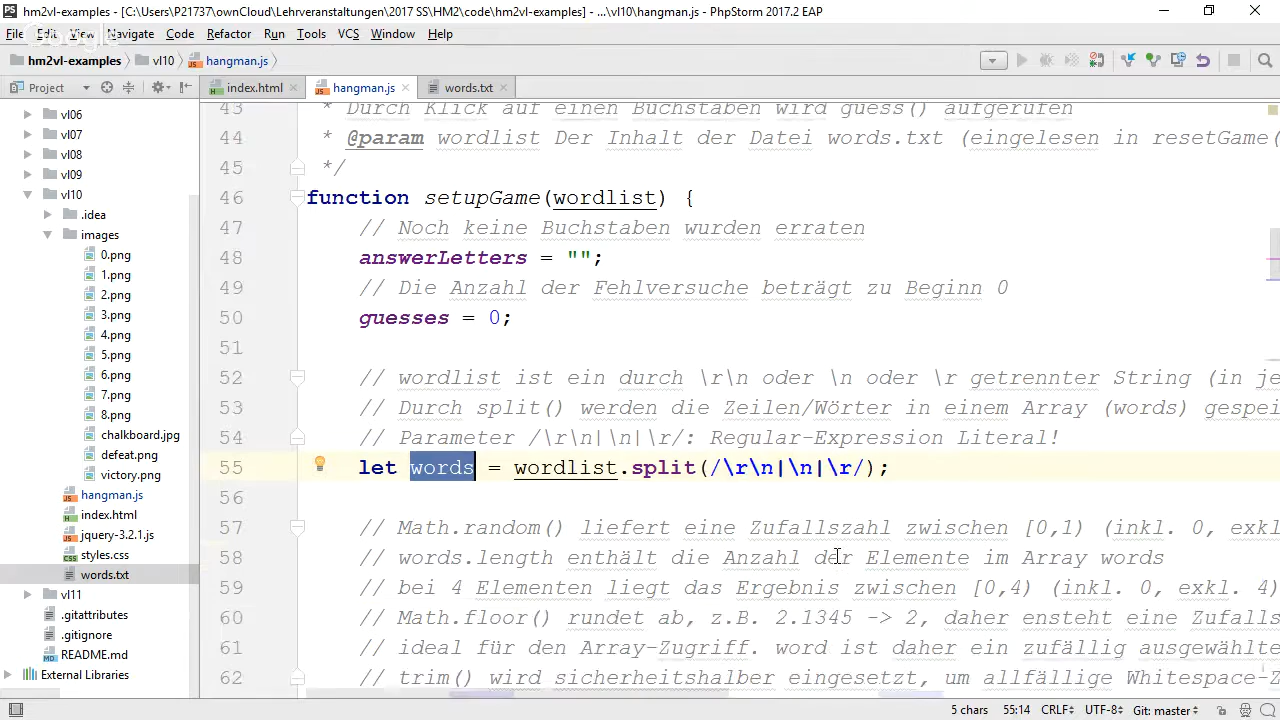 hm2vl-examples [C:\Users\P21737\ownCloud\Lehrveranstaltungen\2017 SS\HM2\code\hm2vl-examples] - ...\vl10\hangman.js - PhpStorm 2017.2 EAP
File Edit View Navigate Code Refactor Run Tools VCS Window Help
Google
hm2vl-examples vl10 hangman.js
Project
index.html hangman.js words.txt
vl06
vl07
vl08
vl09
vl10
.idea
images
0.png
1.png
2.png
3.png
4.png
5.png
6.png
7.png
8.png
chalkboard.jpg
defeat.png
victory.png
hangman.js
index.html
jquery-3.2.1.js
styles.css
words.txt
vl11
.gitattributes
.gitignore
README.md
External Libraries
43 * Durch Klick auf einen Buchstaben wird guess() aufgerufen
44 * @param wordlist Der Inhalt der Datei words.txt (eingelesen in resetGame(
45 */
46 function setupGame(wordlist) {
47 // Noch keine Buchstaben wurden erraten
48 answerLetters = "";
49 // Die Anzahl der Fehlversuche beträgt zu Beginn 0
50 guesses = 0;
51
52 // wordlist ist ein durch \r\n oder \n oder \r getrennter String (in je
53 // Durch split() werden die Zeilen/Wörter in einem Array (words) gespei
54 // Parameter /\r\n|\n|\r/: Regular-Expression Literal!
55 let words = wordlist.split(/\r\n|\n|\r/);
56
57 // Math.random() liefert eine Zufallszahl zwischen [0,1) (inkl. 0, exkl
58 // words.length enthält die Anzahl der Elemente im Array words
59 // bei 4 Elementen liegt das Ergebnis zwischen [0,4) (inkl. 0, exkl. 4)
60 // Math.floor() rundet ab, z.B. 2.1345 -> 2, daher ensteht eine Zufalls
61 // ideal für den Array-Zugriff. word ist daher ein zufällig ausgewählte
62 // trim() wird sicherheitshalber eingesetzt, um allfällige Whitespace-Z
5 chars 55:14 CRLF UTF-8 Git: master